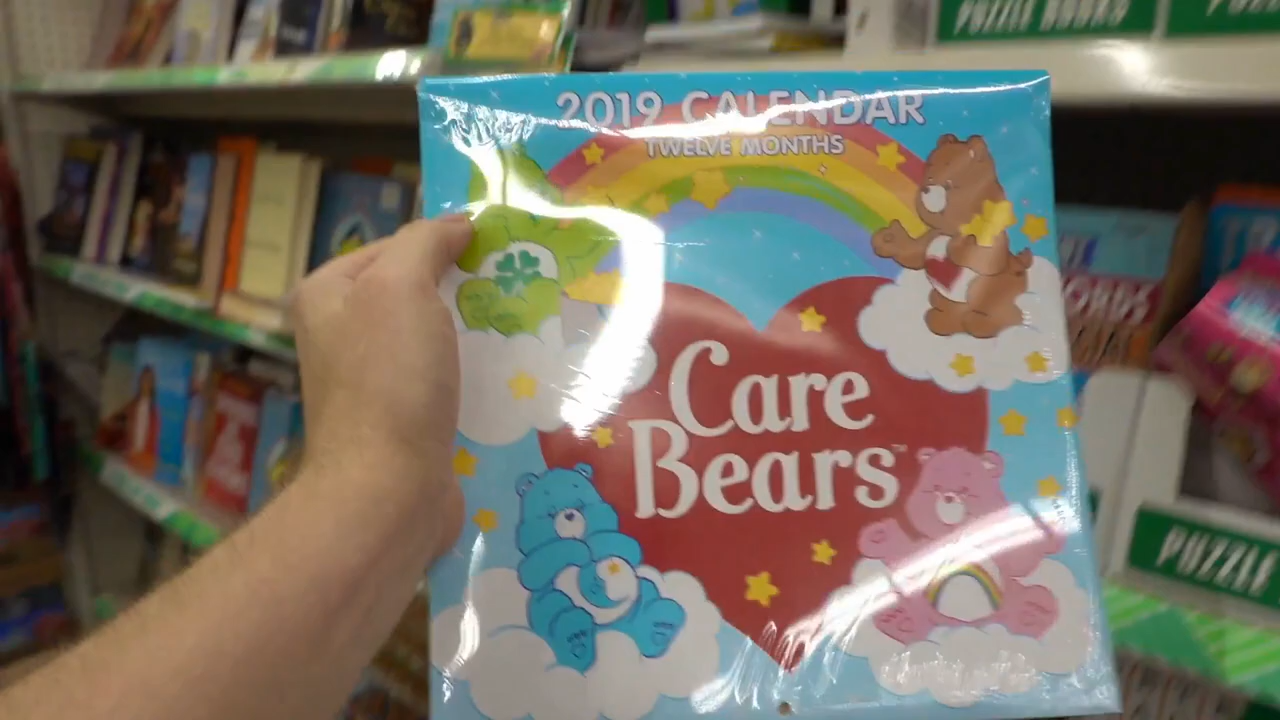 PUZZLE BOOKS
2019 CALENDAR
TWELVE MONTHS
Care
Bears™
PUZZLE